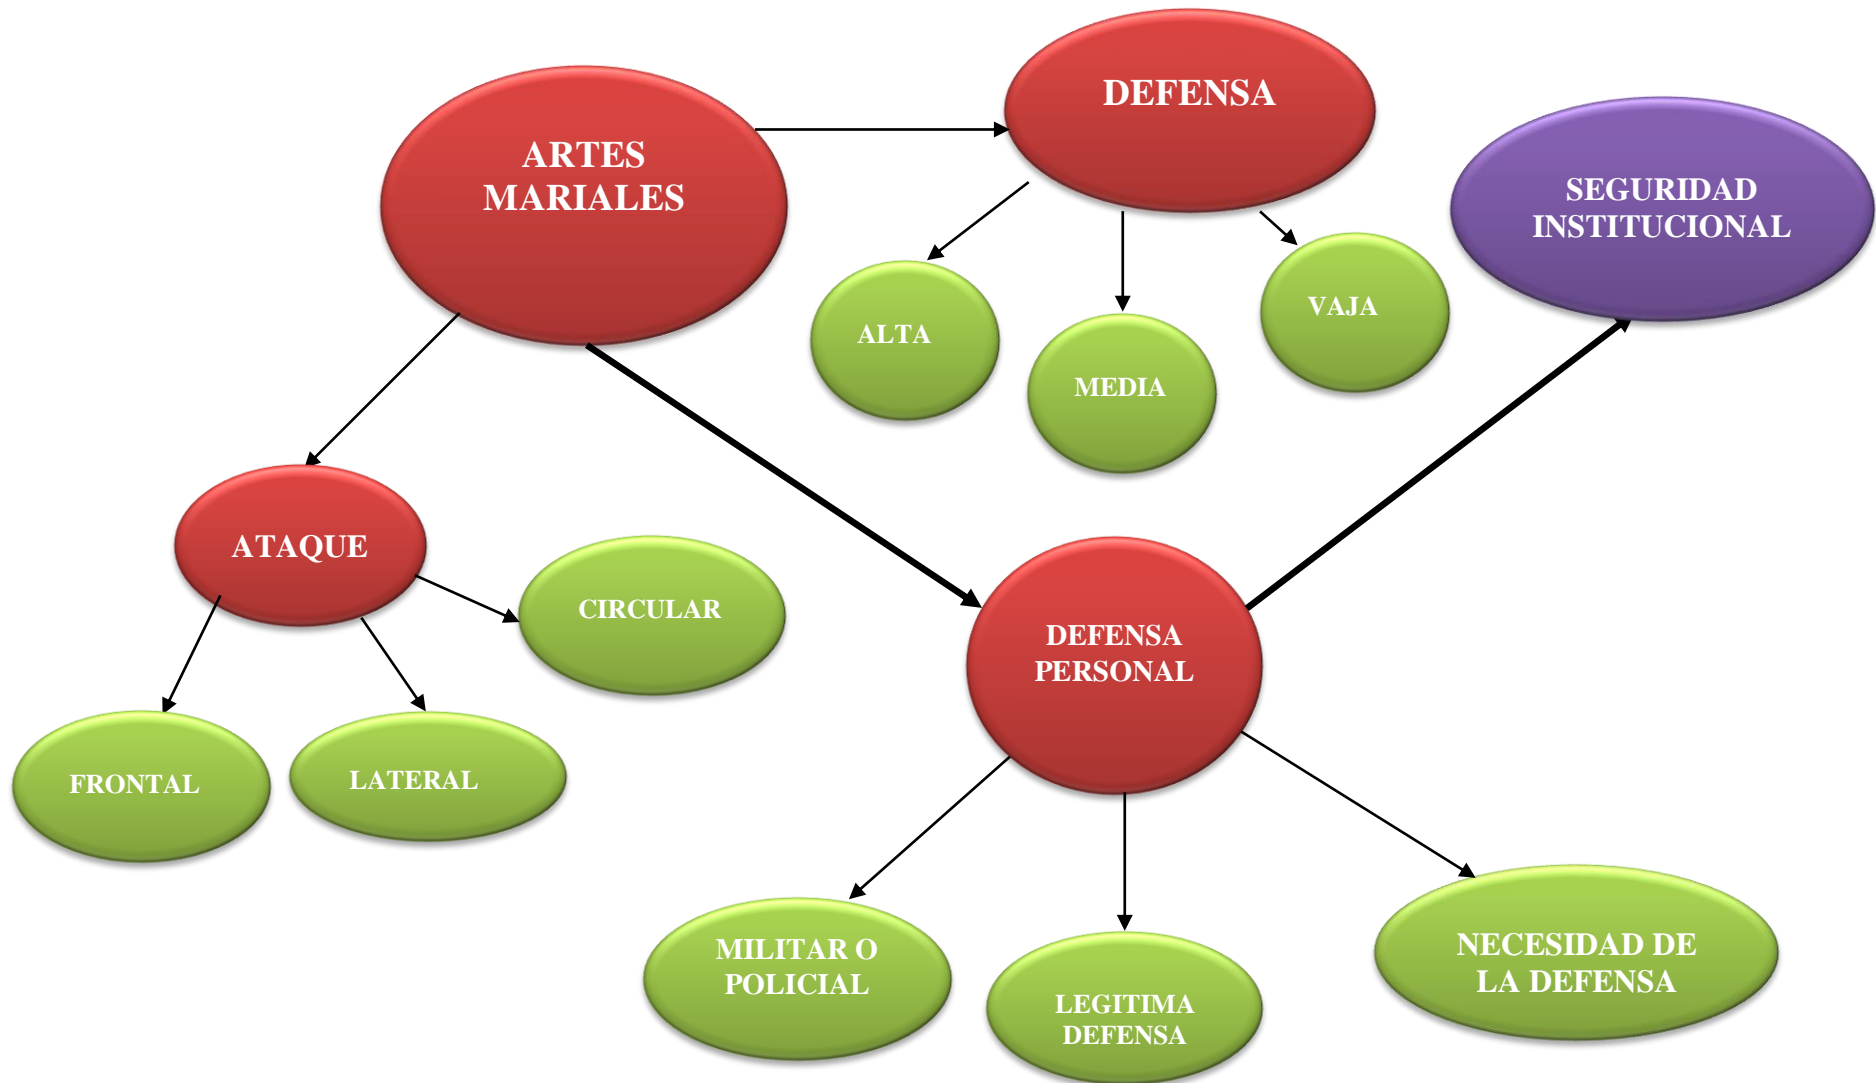 DEFENSA
ARTES
MARIALES
SEGURIDAD
INSTITUCIONAL
VAJA
ALTA
MEDIA
ATAQUE
CIRCULAR
DEFENSA
PERSONAL
FRONTAL
LATERAL
MILITAR O
POLICIAL
LEGITIMA
DEFENSA
NECESIDAD DE
LA DEFENSA